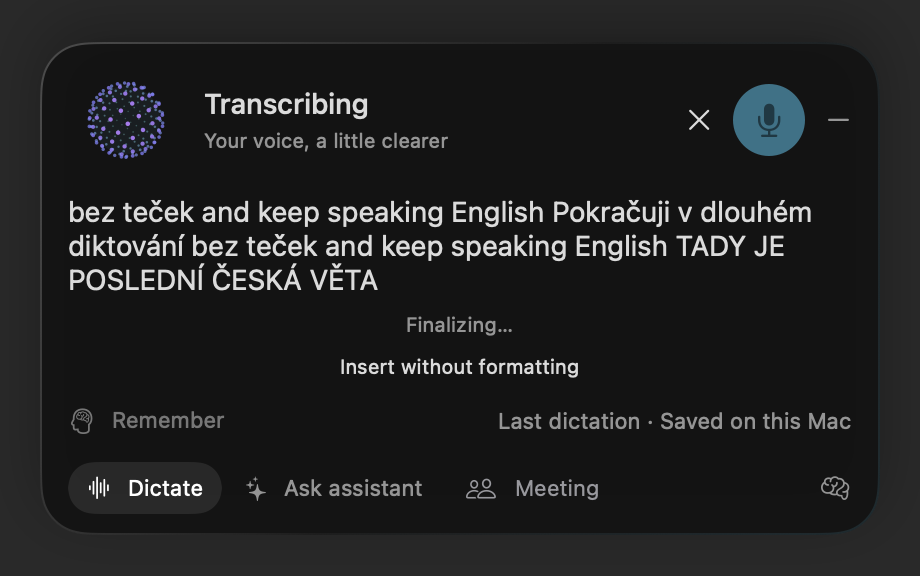 Transcribing
Your voice, a little clearer
bez teček and keep speaking English Pokračuji v dlouhém
diktování bez teček and keep speaking English TADY JE
POSLEDNÍ ČESKÁ VĚTA
Finalizing...
Insert without formatting
Remember
Last dictation · Saved on this Mac
Dictate
Ask assistant
Meeting